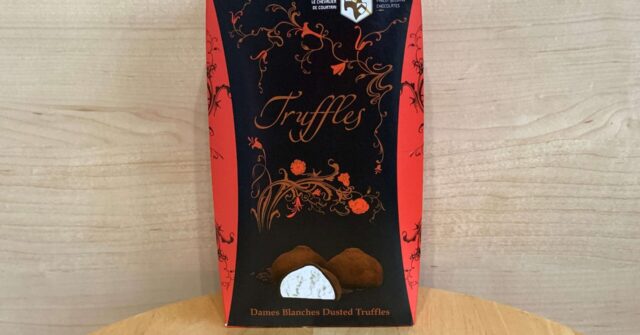 LE CHEVALIER
DE COURTRAI
FINEST BELGIAN
CHOCOLATES
Truffles
Dames Blanches Dusted Truffles